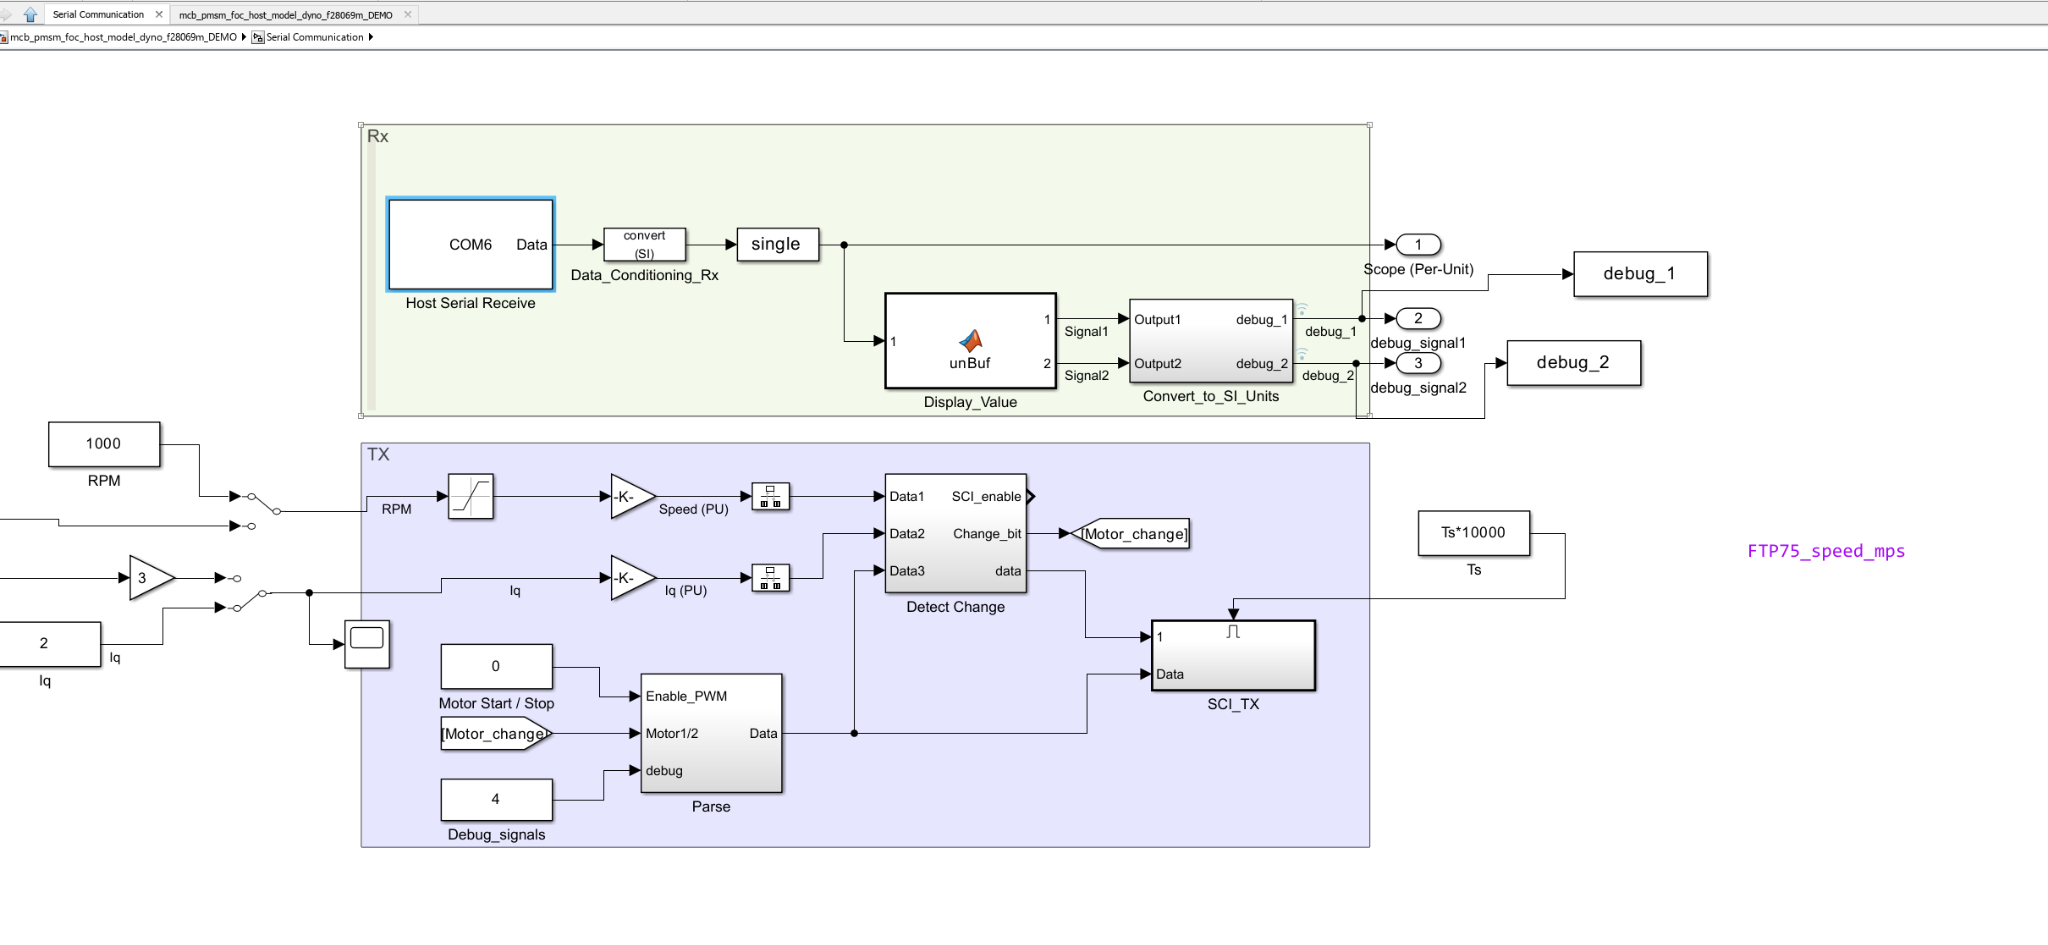 Serial Communication
mcb_pmsm_foc_host_model_dyno_f28069m_DEMO
mcb_pmsm_foc_host_model_dyno_f28069m_DEMO
Serial Communication
Rx
COM6
Data
Host Serial Receive
convert
(SI)
Data_Conditioning_Rx
single
1
Scope (Per-Unit)
debug_1
1
unBuf
1
2
Display_Value
Signal1
Signal2
Output1
debug_1
Output2
debug_2
Convert_to_SI_Units
debug_1
2
debug_signal1
debug_2
3
debug_signal2
debug_2
1000
RPM
3
2
Iq
Iq
TX
RPM
-K-
Speed (PU)
Iq
-K-
Iq (PU)
Data1
SCI_enable
Data2
Change_bit
Data3
data
Detect Change
[Motor_change]
0
Motor Start / Stop
[Motor_change]
4
Debug_signals
Enable_PWM
Motor1/2
Data
debug
Parse
1
Data
SCI_TX
Ts*10000
Ts
FTP75_speed_mps